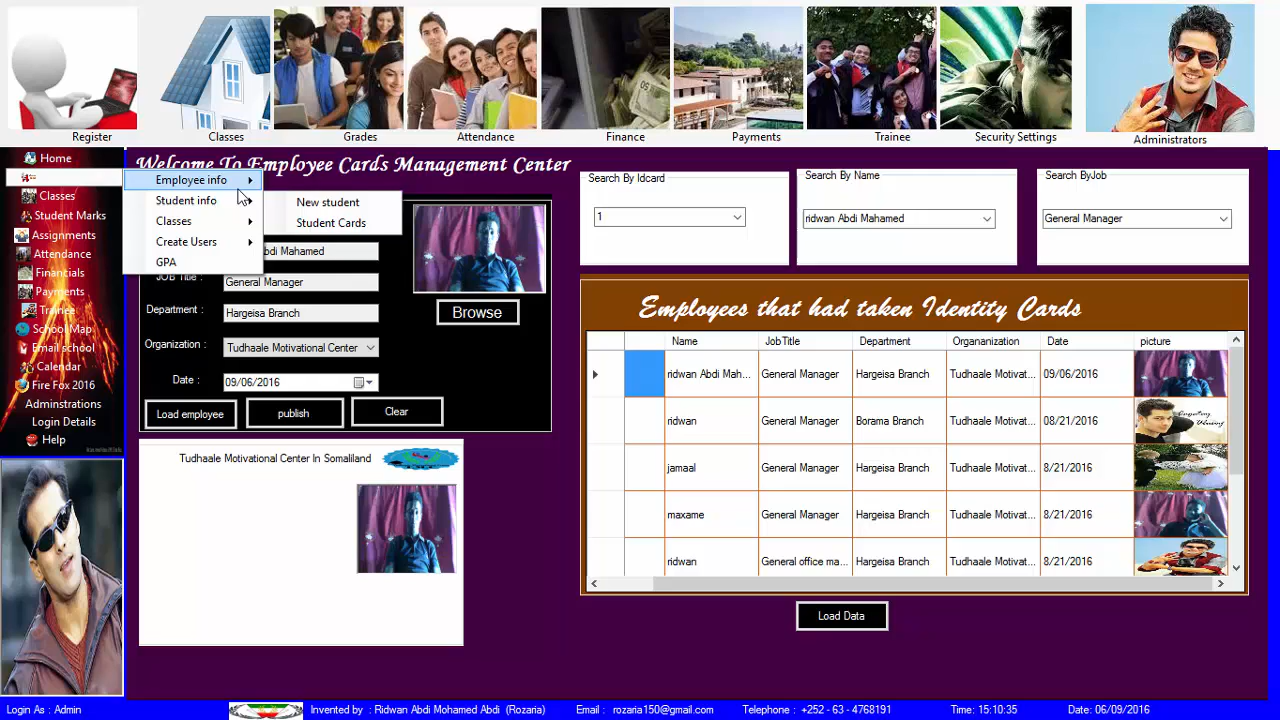 Register
Classes
Grades
Attendance
Finance
Payments
Trainee
Security Settings
Administrators
Home
Classes
Student Marks
Assignments
Attendance
Financials
Payments
Trainee
School Map
Email school
Calendar
Fire Fox 2016
Adminstrations
Login Details
Help
Welcome To Employee Cards Management Center
Employee info
Student info
Classes
Create Users
GPA
New student
Student Cards
Abdi Mahamed
JOB Title :
General Manager
Department :
Hargeisa Branch
Organization :
Tudhaale Motivational Center
Date :
09/06/2016
Browse
Load employee
publish
Clear
Tudhaale Motivational Center In Somaliland
Search By Idcard
1
Search By Name
ridwan Abdi Mahamed
Search ByJob
General Manager
Employees that had taken Identity Cards
Name JobTitle Department Organanization Date picture
ridwan Abdi Mah... General Manager Hargeisa Branch Tudhaale Motivat... 09/06/2016
ridwan General Manager Borama Branch Tudhaale Motivat... 08/21/2016
jamaal General Manager Hargeisa Branch Tudhaale Motivat... 8/21/2016
maxame General Manager Hargeisa Branch Tudhaale Motivat... 8/21/2016
ridwan General office ma... Hargeisa Branch Tudhaale Motivat... 8/21/2016
Load Data
Login As : Admin
Invented by : Ridwan Abdi Mohamed Abdi (Rozaria)
Email : rozaria150@gmail.com
Telephone : +252 - 63 - 4768191
Time: 15:10:35
Date: 06/09/2016